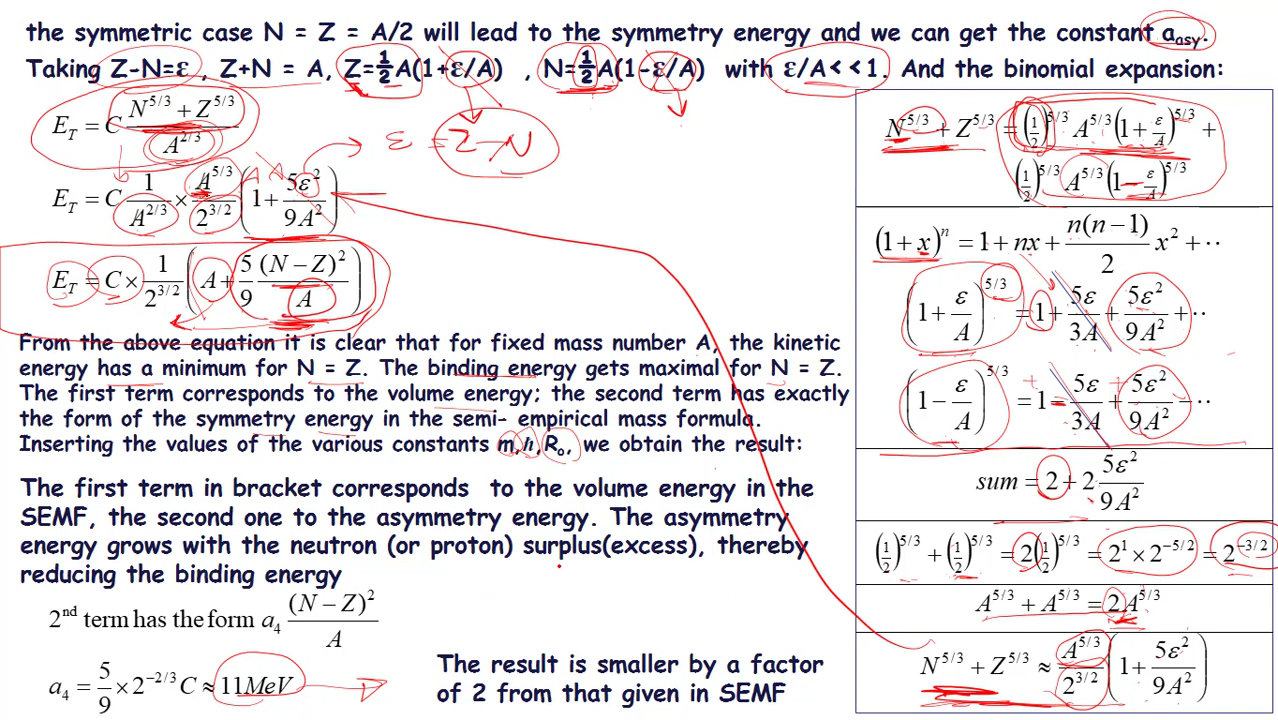 the symmetric case N = Z = A/2 will lead to the symmetry energy and we can get the constant a_asy.
Taking Z-N=ε , Z+N = A, Z=½A(1+ε/A) , N=½A(1-ε/A) with ε/A<<1. And the binomial expansion:
E_T = C (N^{5/3} + Z^{5/3}) / A^{2/3}
ε = Z-N
E_T = C 1/A^{2/3} × A^{5/3}/2^{3/2} (1 + 5ε²/9A²)
E_T = C × 1/2^{3/2} (A + 5/9 (N − Z)²/A)
From the above equation it is clear that for fixed mass number A, the kinetic
energy has a minimum for N = Z. The binding energy gets maximal for N = Z.
The first term corresponds to the volume energy; the second term has exactly
the form of the symmetry energy in the semi- empirical mass formula.
Inserting the values of the various constants m,ħ,R₀, we obtain the result:
The first term in bracket corresponds to the volume energy in the
SEMF, the second one to the asymmetry energy. The asymmetry
energy grows with the neutron (or proton) surplus(excess), thereby
reducing the binding energy
2nd term has the form a₄ (N − Z)²/A
a₄ = 5/9 × 2^{−2/3} C ≈ 11MeV
The result is smaller by a factor
of 2 from that given in SEMF
N^{5/3} + Z^{5/3} = (1/2)^{5/3} A^{5/3} (1 + ε/A)^{5/3} +
(1/2)^{5/3} A^{5/3} (1 − ε/A)^{5/3}
(1 + x)^n = 1 + nx + n(n − 1)/2 x² + ··
(1 + ε/A)^{5/3} = 1 + 5ε/3A + 5ε²/9A² + ··
(1 − ε/A)^{5/3} = 1 − 5ε/3A + 5ε²/9A² − ··
sum = 2 + 2 5ε²/9A²
(1/2)^{5/3} + (1/2)^{5/3} = 2(1/2)^{5/3} = 2^1 × 2^{−5/2} = 2^{−3/2}
A^{5/3} + A^{5/3} = 2A^{5/3}
N^{5/3} + Z^{5/3} ≈ A^{5/3}/2^{3/2} (1 + 5ε²/9A²)